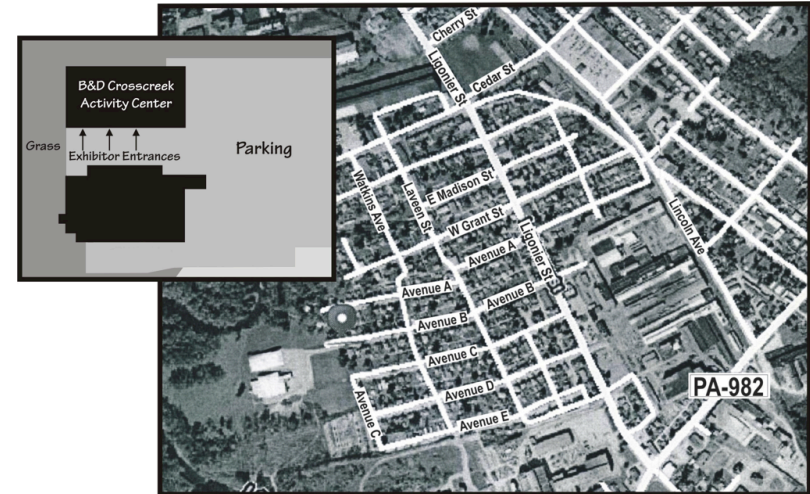 B&D Crosscreek
Activity Center
Grass
Exhibitor Entrances
Parking
Cherry St
Ligonier St
Cedar St
Watkins Ave
Laveen St
E Madison St
W Grant St
Lincoln Ave
Ligonier St
Avenue A
Avenue A
Avenue B
Avenue B
Avenue C
Avenue D
Avenue C
Avenue E
PA-982